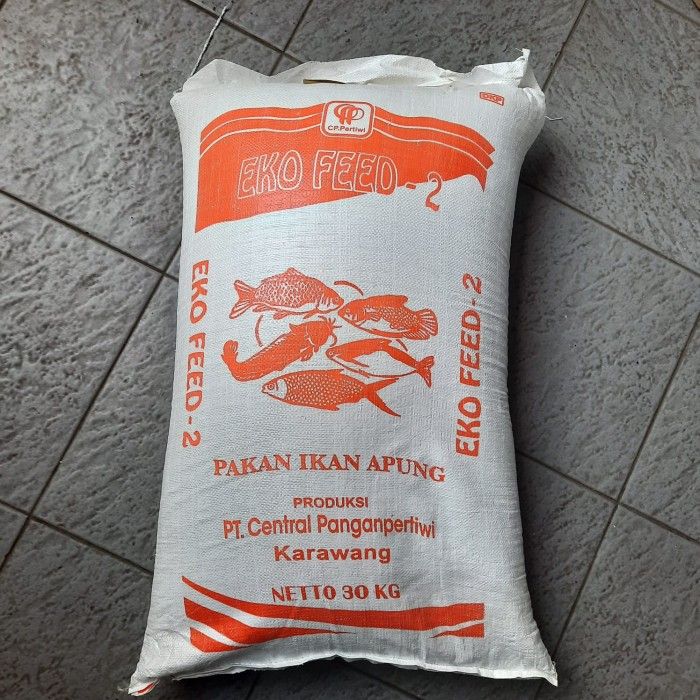 CP.Pertiwi
EKO FEED - 2
EKO FEED - 2
EKO FEED - 2
PAKAN IKAN APUNG
PRODUKSI
PT. Central Panganpertiwi
Karawang
NETTO 30 KG